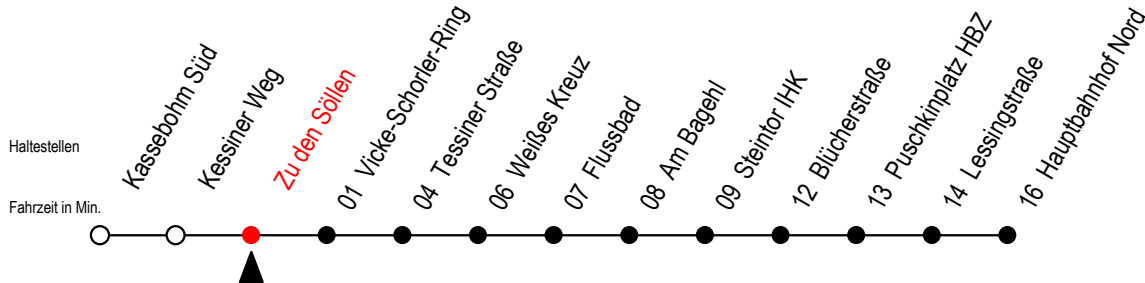 Haltestellen
Fahrzeit in Min.
Kassebohm Süd
Kessiner Weg
Zu den Söllen
01 Vicke-Schorler-Ring
04 Tessiner Straße
06 Weißes Kreuz
07 Flussbad
08 Am Bagehl
09 Steintor IHK
12 Blücherstraße
13 Puschkinplatz HBZ
14 Lessingstraße
16 Hauptbahnhof Nord